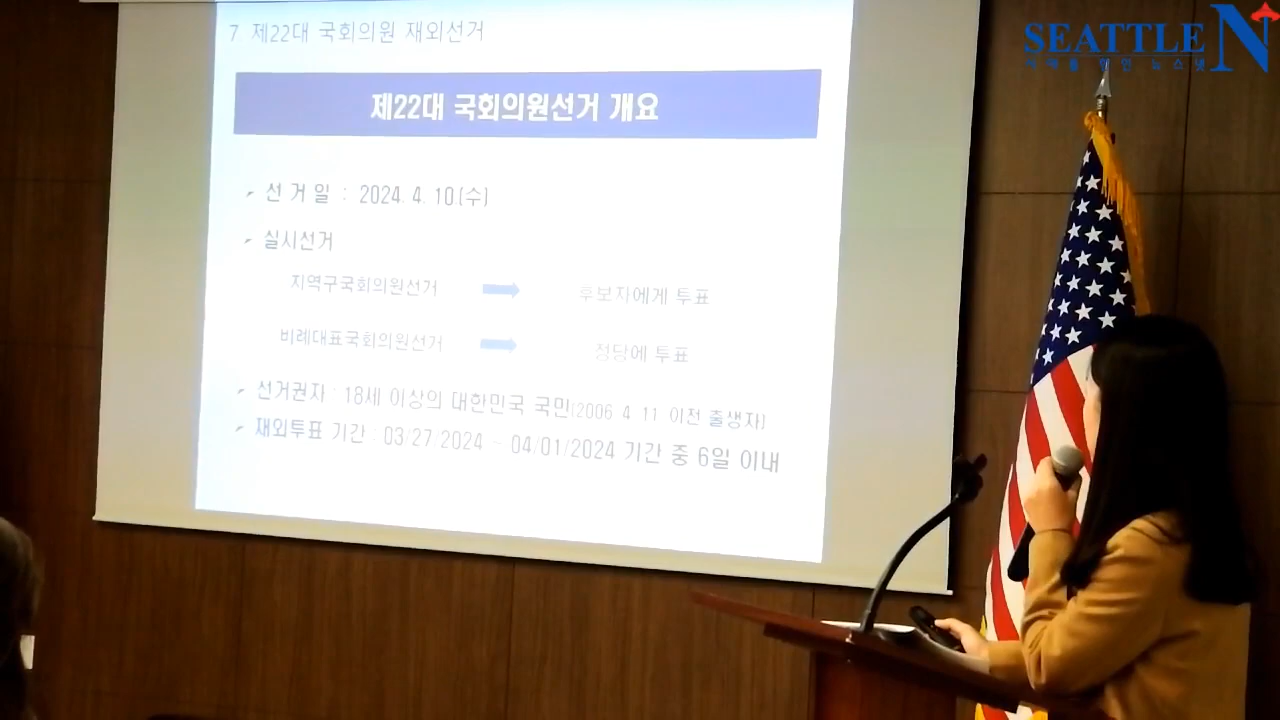 7. 제22대 국회의원 재외선거
제22대 국회의원선거 개요
선 거 일 : 2024. 4. 10.(수)
실시선거
지역구국회의원선거 후보자에게 투표
비례대표국회의원선거 정당에 투표
선거권자 : 18세 이상의 대한민국 국민(2006. 4. 11. 이전 출생자)
재외투표 기간 : 03/27/2024 ~ 04/01/2024 기간 중 6일 이내
SEATTLE N